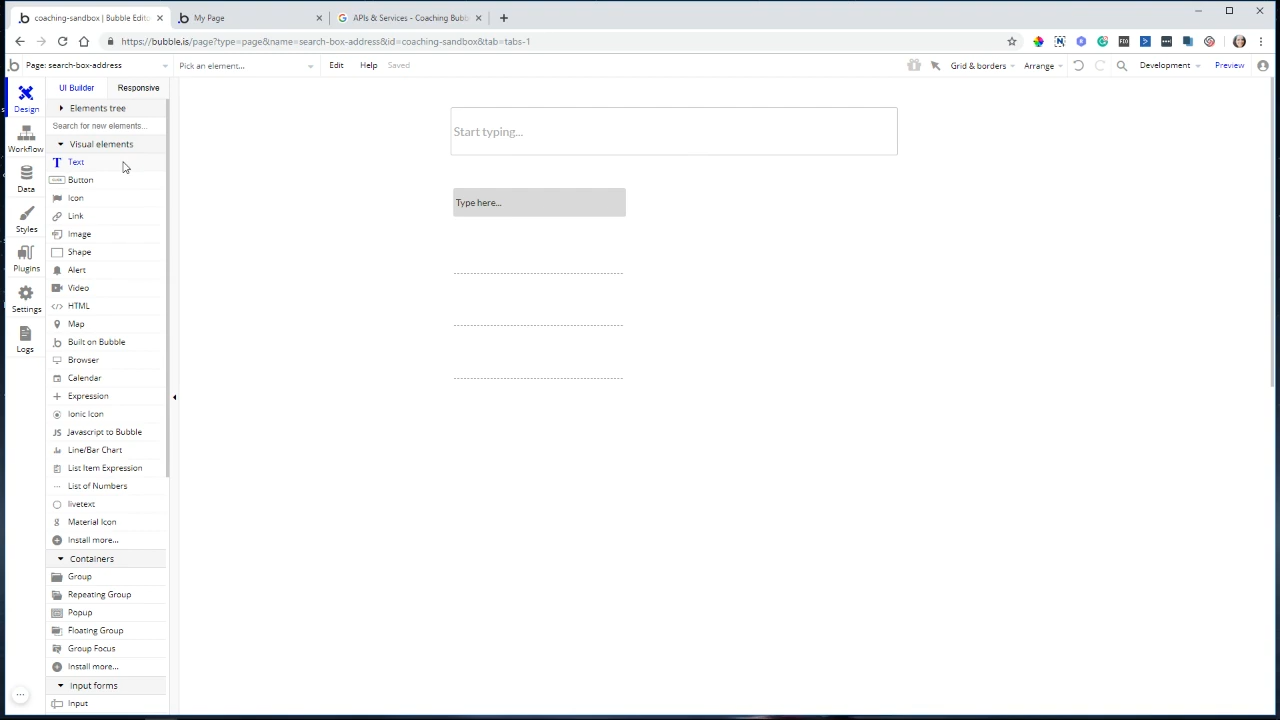 coaching-sandbox | Bubble Edito
My Page
APIs & Services - Coaching Bubb
https://bubble.is/page?type=page&name=search-box-address&id=coaching-sandbox&tab=tabs-1
Page: search-box-address
Pick an element...
Edit
Help
Saved
Grid & borders
Arrange
Development
Preview
Design
Workflow
Data
Styles
Plugins
Settings
Logs
UI Builder
Responsive
Elements tree
Search for new elements...
Visual elements
Text
Button
Icon
Link
Image
Shape
Alert
Video
HTML
Map
Built on Bubble
Browser
Calendar
Expression
Ionic Icon
Javascript to Bubble
Line/Bar Chart
List Item Expression
List of Numbers
livetext
Material Icon
Install more...
Containers
Group
Repeating Group
Popup
Floating Group
Group Focus
Install more...
Input forms
Input
Start typing...
Type here...